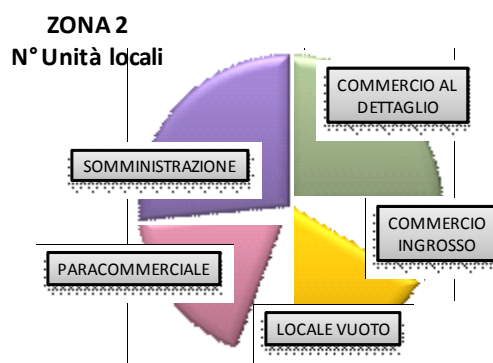 ZONA 2
N° Unità locali
COMMERCIO AL
DETTAGLIO
SOMMINISTRAZIONE
COMMERCIO
INGROSSO
PARACOMMERCIALE
LOCALE VUOTO